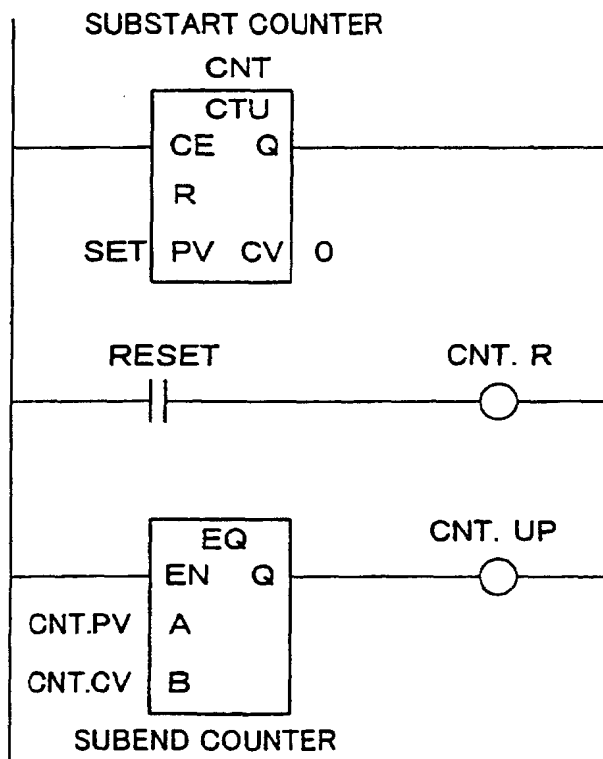 SUBSTART COUNTER
CNT
CTU
CE Q
R
SET PV CV 0
RESET CNT. R
EQ CNT. UP
EN Q
CNT.PV A
CNT.CV B
SUBEND COUNTER